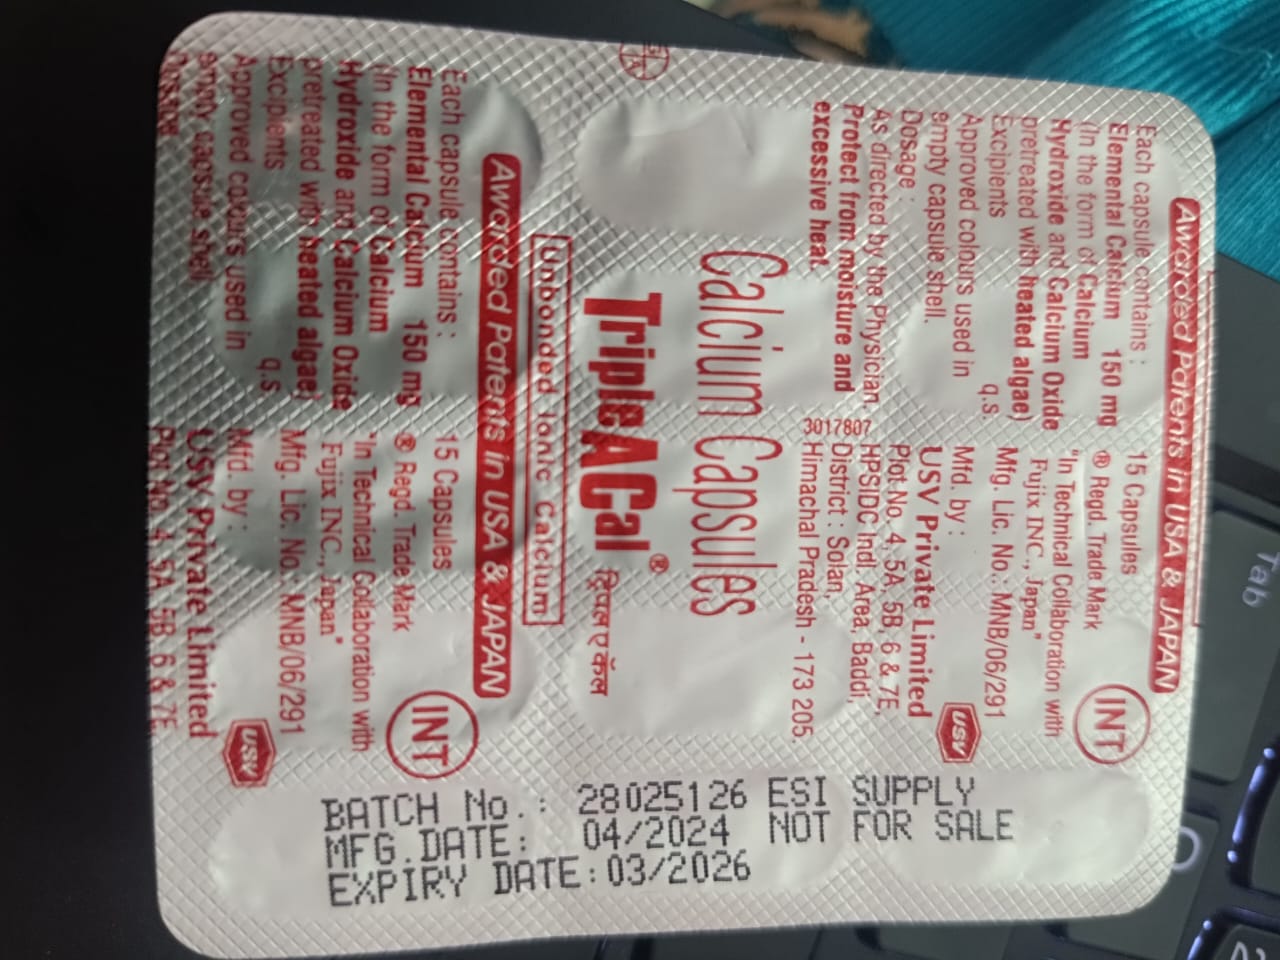 Awarded Patents in USA & JAPAN
Each capsule contains :
Elemental Calcium 150 mg
(In the form of Calcium
Hydroxide and Calcium Oxide
pretreated with heated algae)
Excipients q.s.
Approved colours used in
empty capsule shell.
Dosage :
As directed by the Physician.
Protect from moisture and
excessive heat.
15 Capsules
® Regd. Trade Mark
"In Technical Collaboration with
Fujix INC., Japan"
INT
Mfg. Lic. No.: MNB/06/291
Mfd. by :
USV Private Limited
USV
Plot No. 4, 5A, 5B, 6 & 7E,
HPSIDC Indl. Area, Baddi,
District : Solan,
Himachal Pradesh - 173 205.
3017807
Calcium Capsules
TripleACal® ट्रिपल ए कॅल
Unbonded Ionic Calcium
Awarded Patents in USA & JAPAN
Each capsule contains :
Elemental Calcium 150 mg
(In the form of Calcium
Hydroxide and Calcium Oxide
pretreated with heated algae)
Excipients q.s
Approved colours used in
empty capsule shell
Dosage
15 Capsules
® Regd. Trade Mark
"In Technical Collaboration with
Fujix INC., Japan"
INT
Mfg. Lic. No.: MNB/06/291
Mfd. by :
USV Private Limited
USV
Plot No. 4, 5A, 5B, 6 & 7E
BATCH No.: 28025126 ESI SUPPLY
MFG.DATE: 04/2024 NOT FOR SALE
EXPIRY DATE:03/2026
Tab